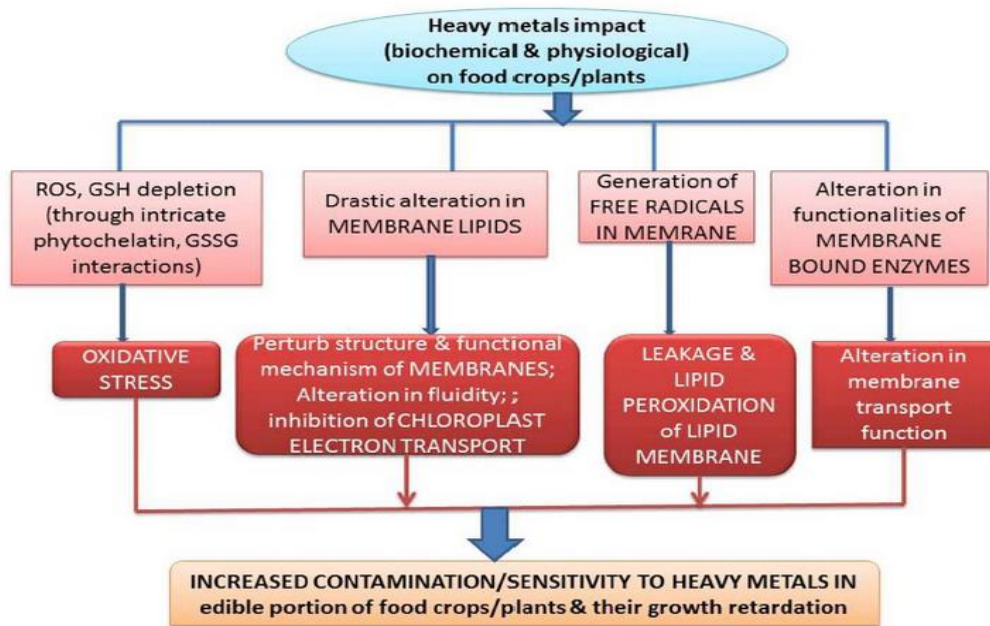 Heavy metals impact
(biochemical & physiological)
on food crops/plants
ROS, GSH depletion
(through intricate
phytochelatin, GSSG
interactions)
Drastic alteration in
MEMBRANE LIPIDS
Generation of
FREE RADICALS
IN MEMRANE
Alteration in
functionalities of
MEMBRANE
BOUND ENZYMES
OXIDATIVE
STRESS
Perturb structure & functional
mechanism of MEMBRANES;
Alteration in fluidity; ;
inhibition of CHLOROPLAST
ELECTRON TRANSPORT
LEAKAGE &
LIPID
PEROXIDATION
of LIPID
MEMBRANE
Alteration in
membrane
transport
function
INCREASED CONTAMINATION/SENSITIVITY TO HEAVY METALS IN
edible portion of food crops/plants & their growth retardation